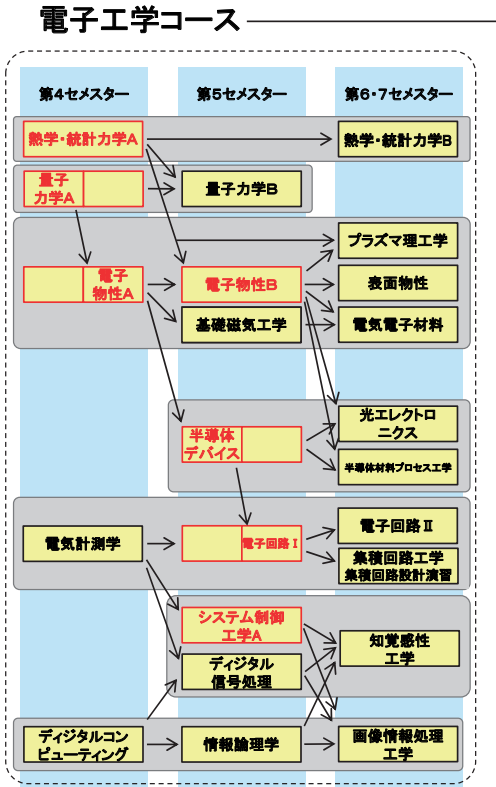 電子工学コース
第4セメスター
第5セメスター
第6・7セメスター
熱学・統計力学A
熱学・統計力学B
量子
力学A
量子力学B
プラズマ理工学
電子
物性A
電子物性B
表面物性
基礎磁気工学
電気電子材料
光エレクトロ
ニクス
半導体
デバイス
半導体材料プロセス工学
電気計測学
電子回路Ⅰ
電子回路Ⅱ
集積回路工学
集積回路設計演習
システム制御
工学A
知覚感性
工学
ディジタル
信号処理
ディジタルコン
ピューティング
情報論理学
画像情報処理
工学